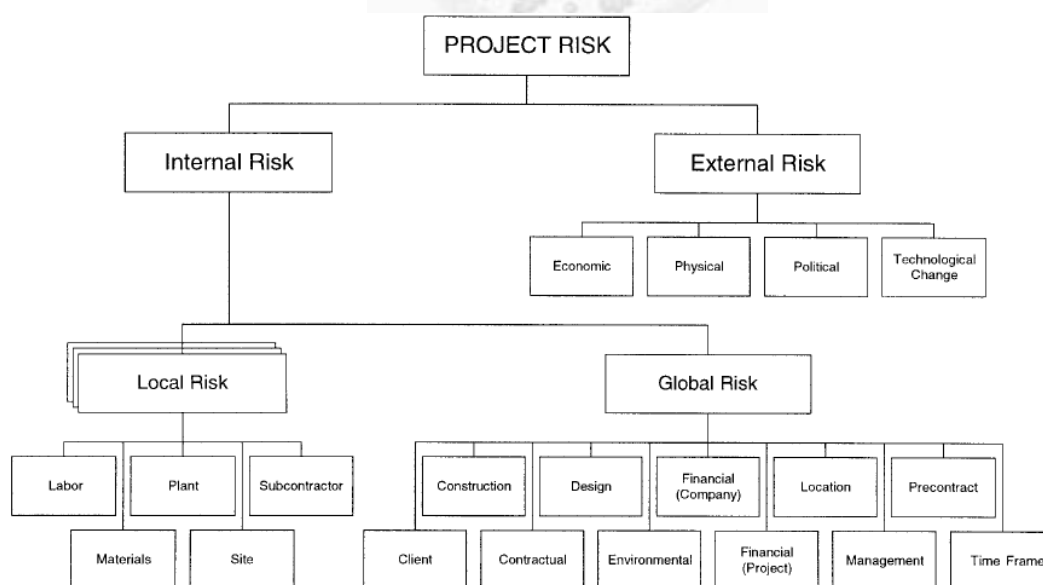 PROJECT RISK
Internal Risk
External Risk
Economic
Physical
Political
Technological
Change
Local Risk
Global Risk
Labor
Plant
Subcontractor
Construction
Design
Financial
(Company)
Location
Precontract
Materials
Site
Client
Contractual
Environmental
Financial
(Project)
Management
Time Frame